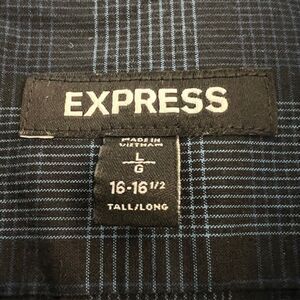 EXPRESS
MADE IN
VIETNAM
L
G
16-16 1/2
TALL/LONG